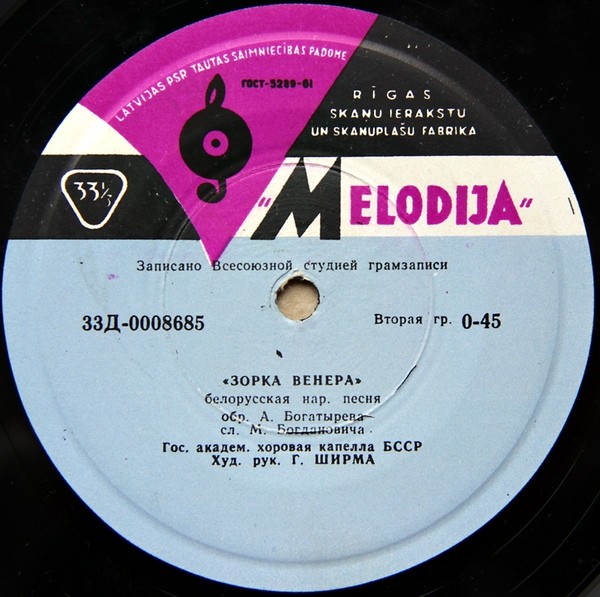 LATVIJAS PSR TAUTAS SAIMNIECĪBAS PADOME
ГОСТ-5289-61
RĪGAS
SKAŅU IERAKSTU
UN SKAŅUPLAŠU FABRIKA
33⅓
"MELODIJA"
Записано Всесоюзной студией грамзаписи
33Д-0008685
Вторая гр. 0-45
«ЗОРКА ВЕНЕРА»
белорусская нар. песня
обр. А. Богатырева
сл. М. Богдановича
Гос. академ. хоровая капелла БССР
Худ. рук. Г. ШИРМА